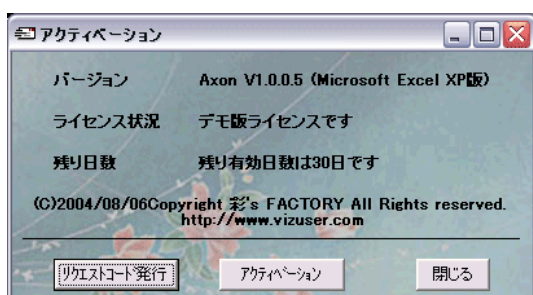 アクティベーション
バージョン Axon V1.0.0.5 (Microsoft Excel XP版)
ライセンス状況 デモ版ライセンスです
残り日数 残り有効日数は30日です
(C)2004/08/06Copyright 彩's FACTORY All Rights reserved.
http://www.vizuser.com
ﾘｸｴｽﾄｺｰﾄﾞ発行 ｱｸﾃｨﾍﾞｰｼｮﾝ 閉じる